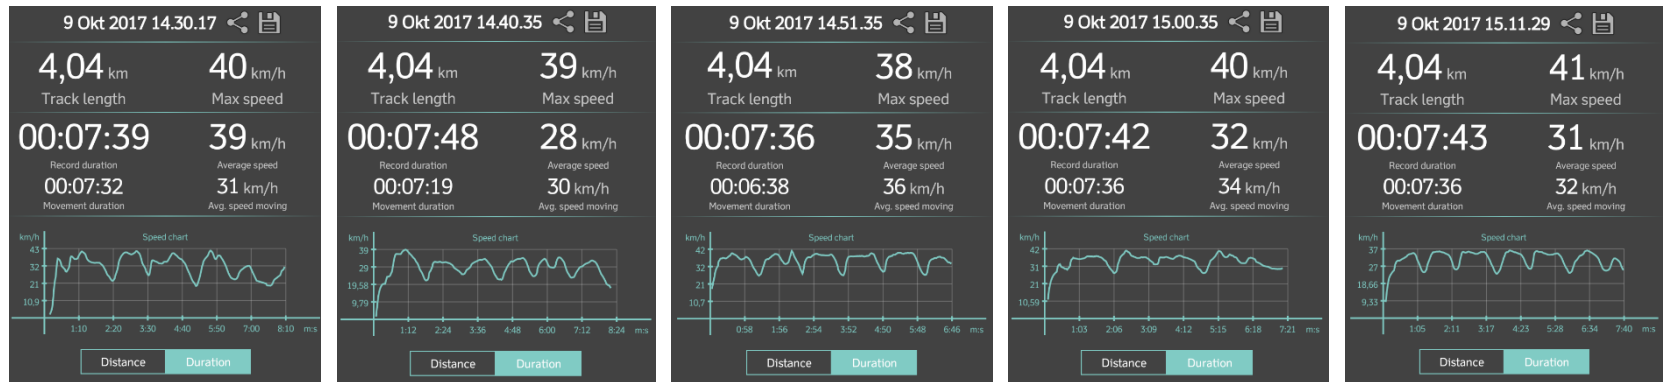 9 Okt 2017 14.30.17
4,04 km 40 km/h
Track length Max speed
00:07:39 39 km/h
Record duration Average speed
00:07:32 31 km/h
Movement duration Avg. speed moving
km/h Speed chart
43
32
21
10,9
1:10 2:20 3:30 4:40 5:50 7:00 8:10 m:s
Distance Duration
9 Okt 2017 14.40.35
4,04 km 39 km/h
Track length Max speed
00:07:48 28 km/h
Record duration Average speed
00:07:19 30 km/h
Movement duration Avg. speed moving
km/h Speed chart
39
29
19,58
9,79
1:12 2:24 3:36 4:48 6:00 7:12 8:24 m:s
Distance Duration
9 Okt 2017 14.51.35
4,04 km 38 km/h
Track length Max speed
00:07:36 35 km/h
Record duration Average speed
00:06:38 36 km/h
Movement duration Avg. speed moving
km/h Speed chart
42
31
21
10,7
0:58 1:56 2:54 3:52 4:50 5:48 6:46 m:s
Distance Duration
9 Okt 2017 15.00.35
4,04 km 40 km/h
Track length Max speed
00:07:42 32 km/h
Record duration Average speed
00:07:36 34 km/h
Movement duration Avg. speed moving
km/h Speed chart
42
31
21
10,59
1:03 2:06 3:09 4:12 5:15 6:18 7:21 m:s
Distance Duration
9 Okt 2017 15.11.29
4,04 km 41 km/h
Track length Max speed
00:07:43 31 km/h
Record duration Average speed
00:07:36 32 km/h
Movement duration Avg. speed moving
km/h Speed chart
37
27
18,66
9,33
1:05 2:11 3:17 4:23 5:28 6:34 7:40 m:s
Distance Duration